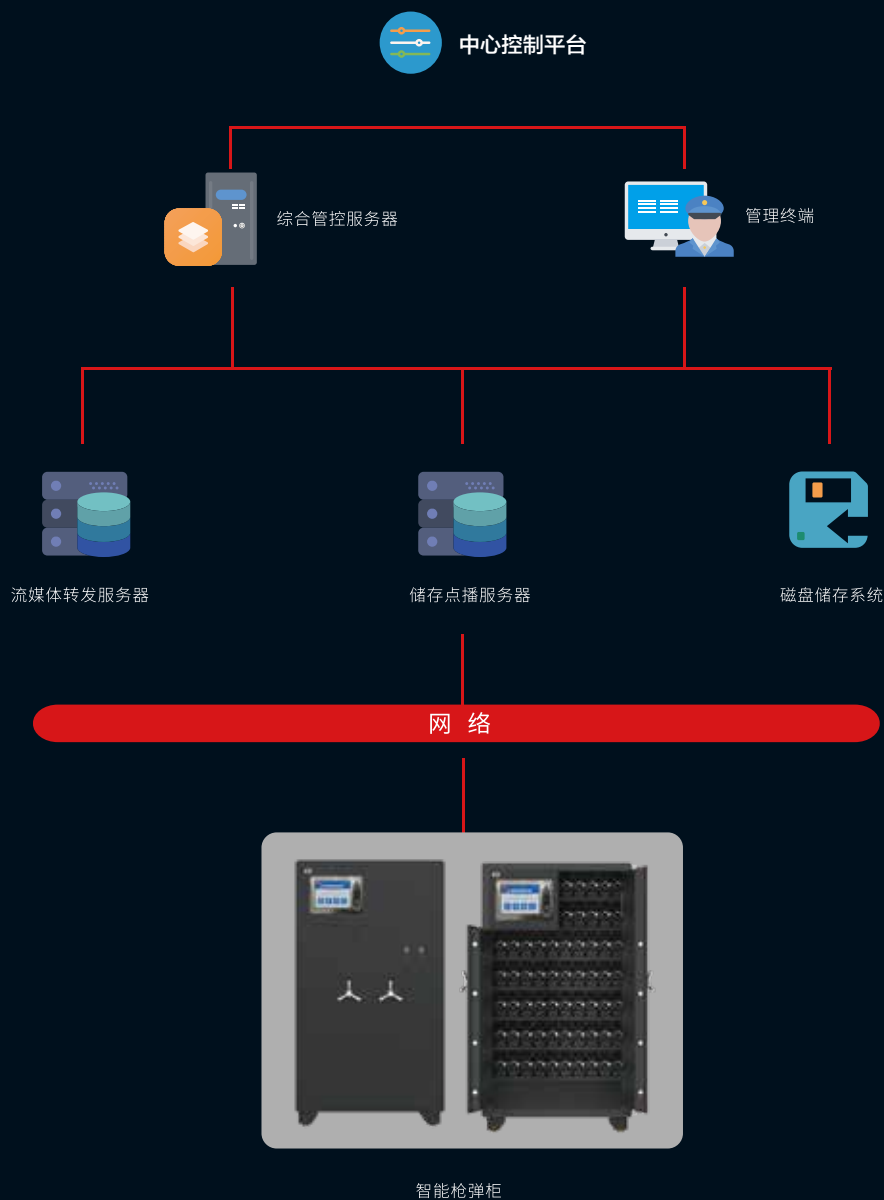 中心控制平台
综合管控服务器
管理终端
流媒体转发服务器
储存点播服务器
磁盘储存系统
网 络
智能枪弹柜